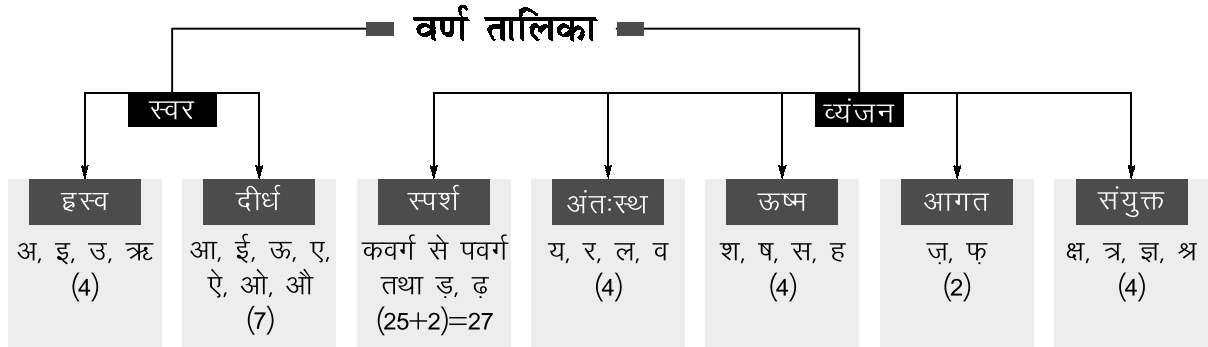 वर्ण तालिका
स्वर
व्यंजन
ह्रस्व
अ, इ, उ, ऋ
(4)
दीर्ध
आ, ई, ऊ, ए,
ऐ, ओ, औ
(7)
स्पर्श
कवर्ग से पवर्ग
तथा ड़, ढ़
(25+2)=27
अंतःस्थ
य, र, ल, व
(4)
ऊष्म
श, ष, स, ह
(4)
आगत
ज़, फ़
(2)
संयुक्त
क्ष, त्र, ज्ञ, श्र
(4)